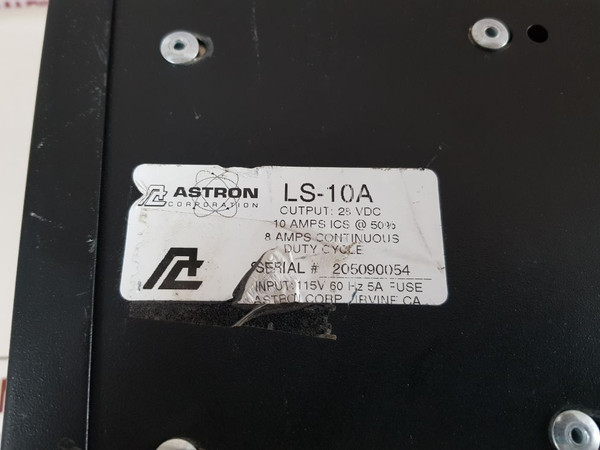 ASTRON
CORPORATION
LS-10A
OUTPUT: 28 VDC
10 AMPS ICS @ 50%
8 AMPS CONTINUOUS
DUTY CYCLE
SERIAL # 205090054
INPUT: 115V 60 Hz 5A FUSE
ASTRON CORP. IRVINE CA